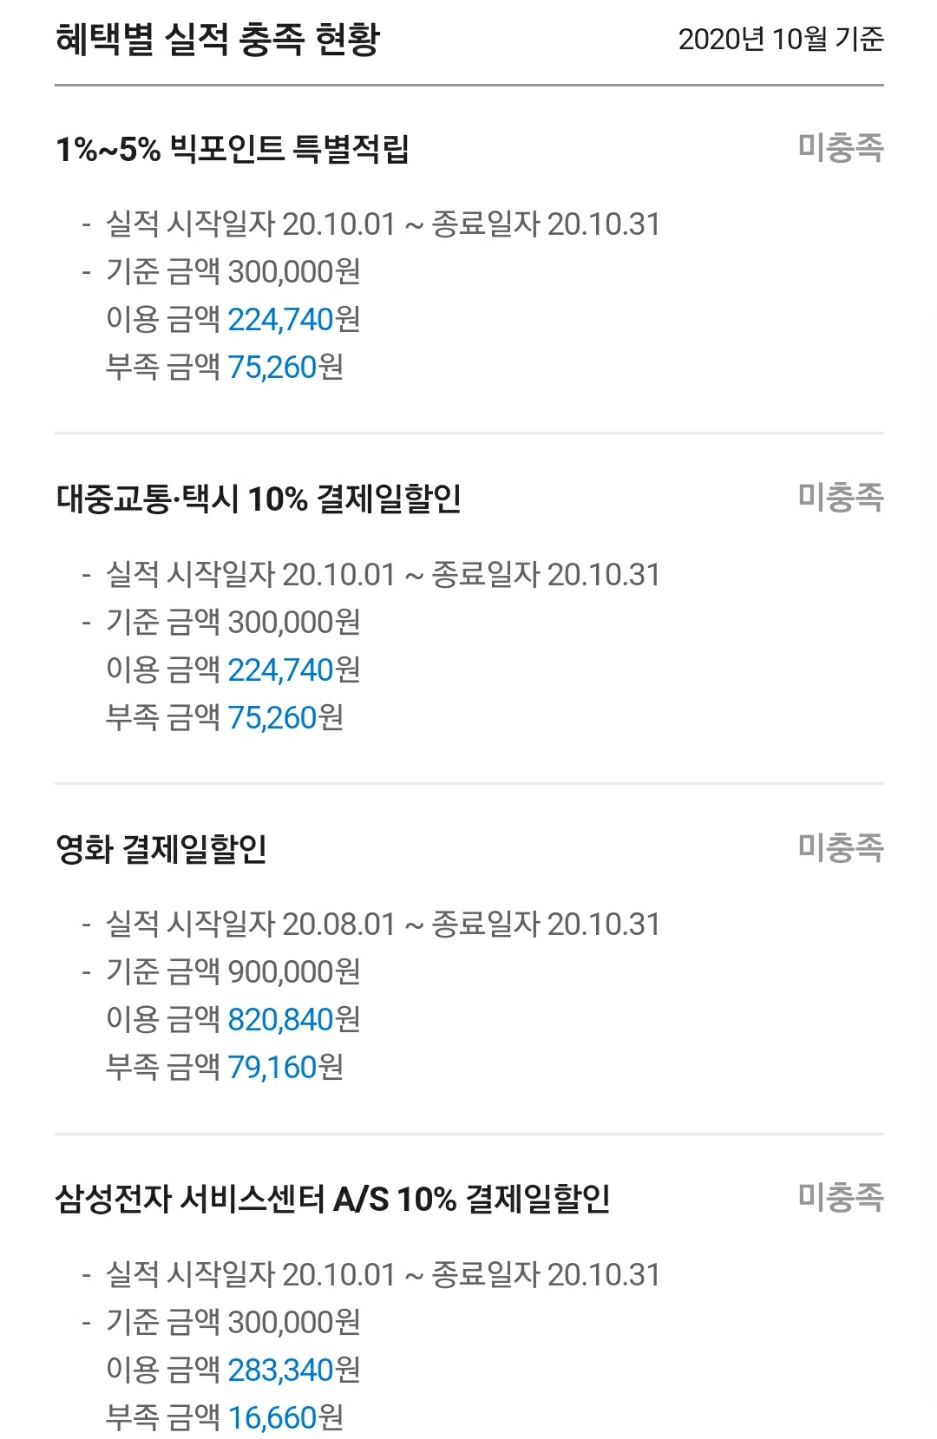 혜택별 실적 충족 현황
2020년 10월 기준
1%~5% 빅포인트 특별적립
미충족
- 실적 시작일자 20.10.01 ~ 종료일자 20.10.31
- 기준 금액 300,000원
이용 금액 224,740원
부족 금액 75,260원
대중교통·택시 10% 결제일할인
미충족
- 실적 시작일자 20.10.01 ~ 종료일자 20.10.31
- 기준 금액 300,000원
이용 금액 224,740원
부족 금액 75,260원
영화 결제일할인
미충족
- 실적 시작일자 20.08.01 ~ 종료일자 20.10.31
- 기준 금액 900,000원
이용 금액 820,840원
부족 금액 79,160원
삼성전자 서비스센터 A/S 10% 결제일할인
미충족
- 실적 시작일자 20.10.01 ~ 종료일자 20.10.31
- 기준 금액 300,000원
이용 금액 283,340원
부족 금액 16,660원